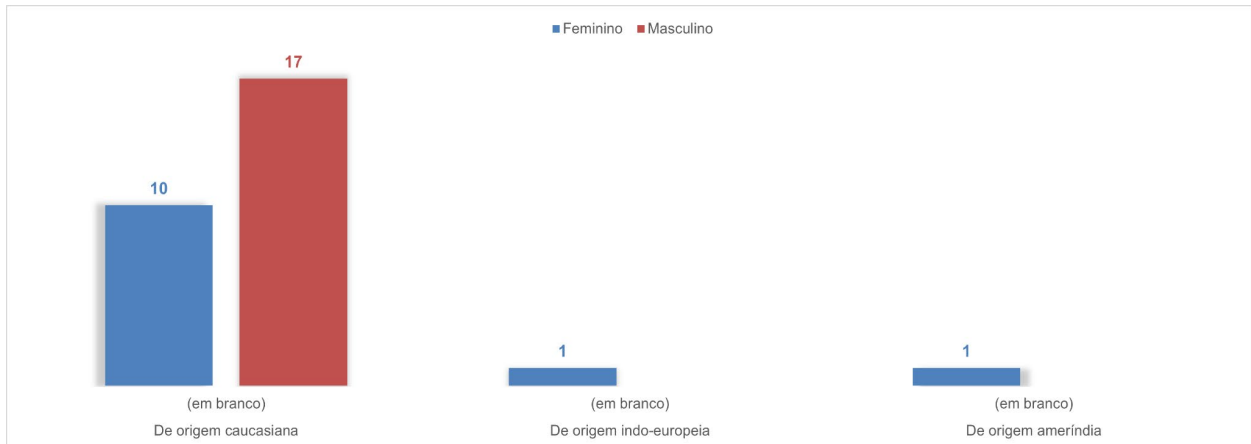 Feminino Masculino
17
10
1 1
(em branco) (em branco) (em branco)
De origem caucasiana De origem indo-europeia De origem ameríndia